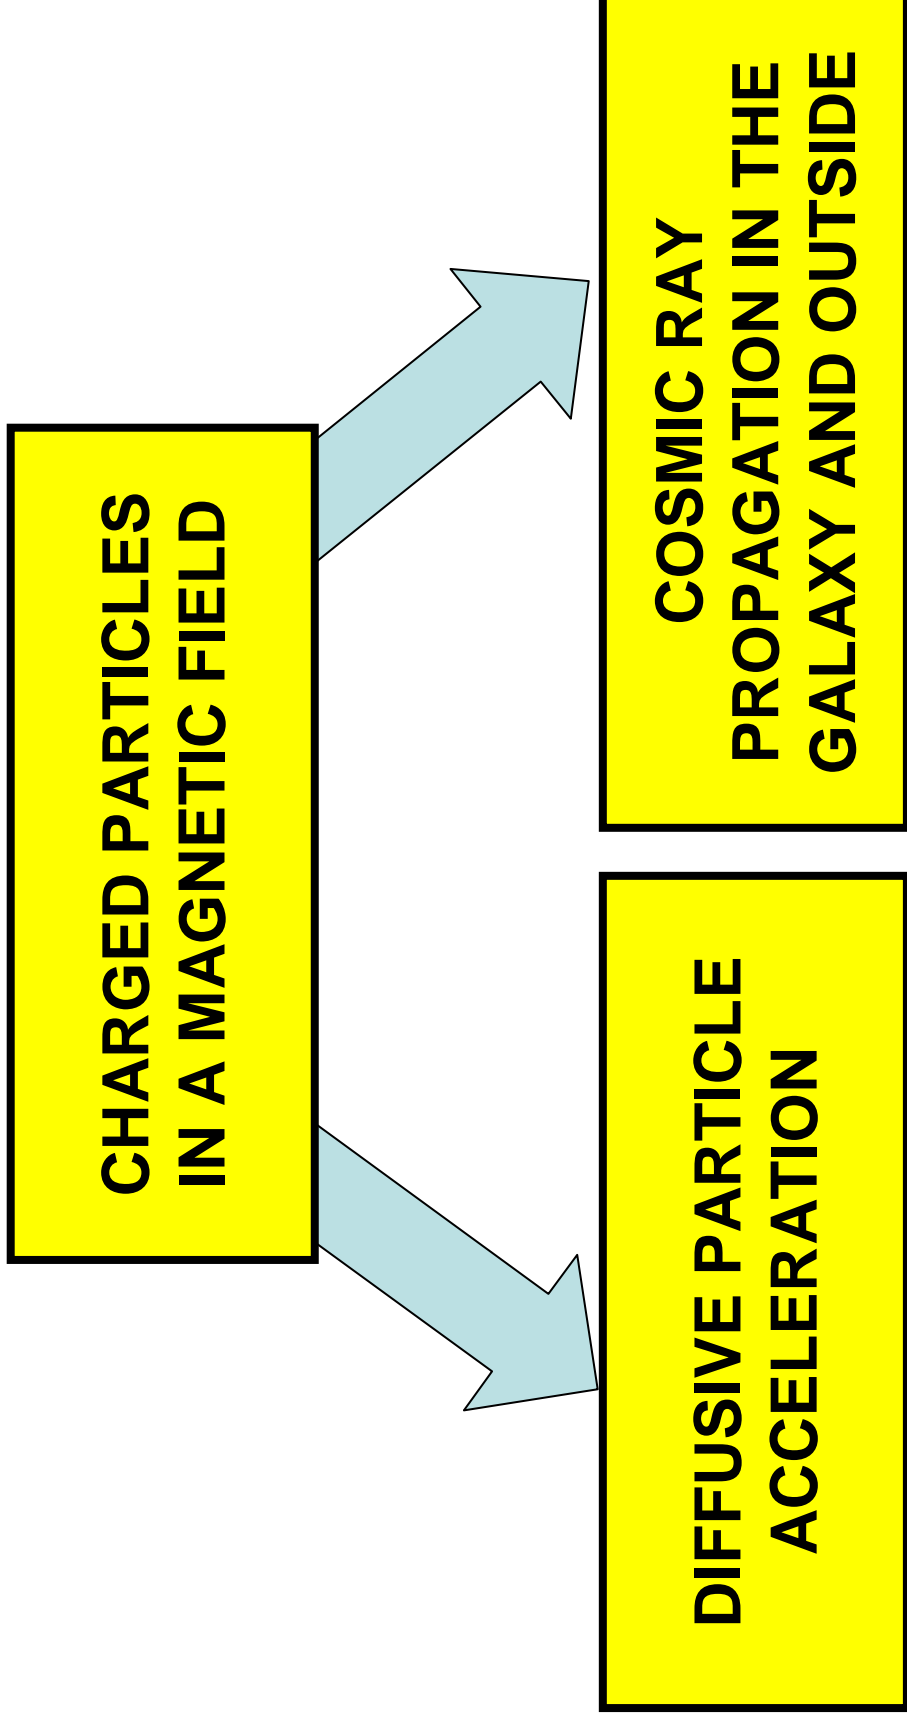 CHARGED PARTICLES
IN A MAGNETIC FIELD
DIFFUSIVE PARTICLE
ACCELERATION
COSMIC RAY
PROPAGATION IN THE
GALAXY AND OUTSIDE